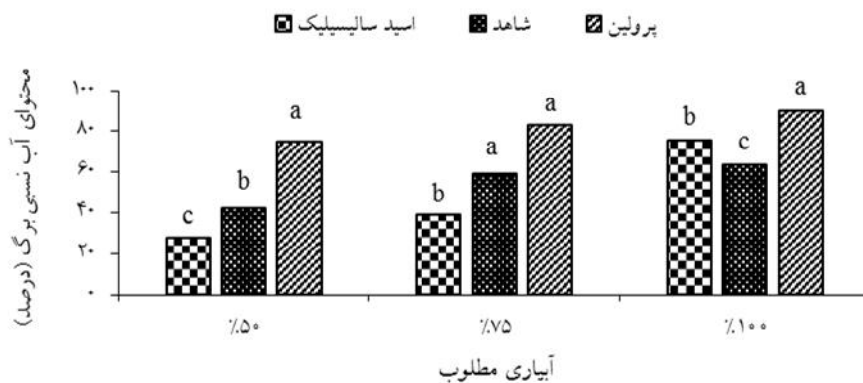 اسید سالیسیلیک شاهد پرولین
محتوای آب نسبی برگ (درصد)
۱۰۰
۸۰
۶۰
۴۰
۲۰
۰
c b a
b a a
b c a
٪۵۰ ٪۷۵ ٪۱۰۰
آبیاری مطلوب